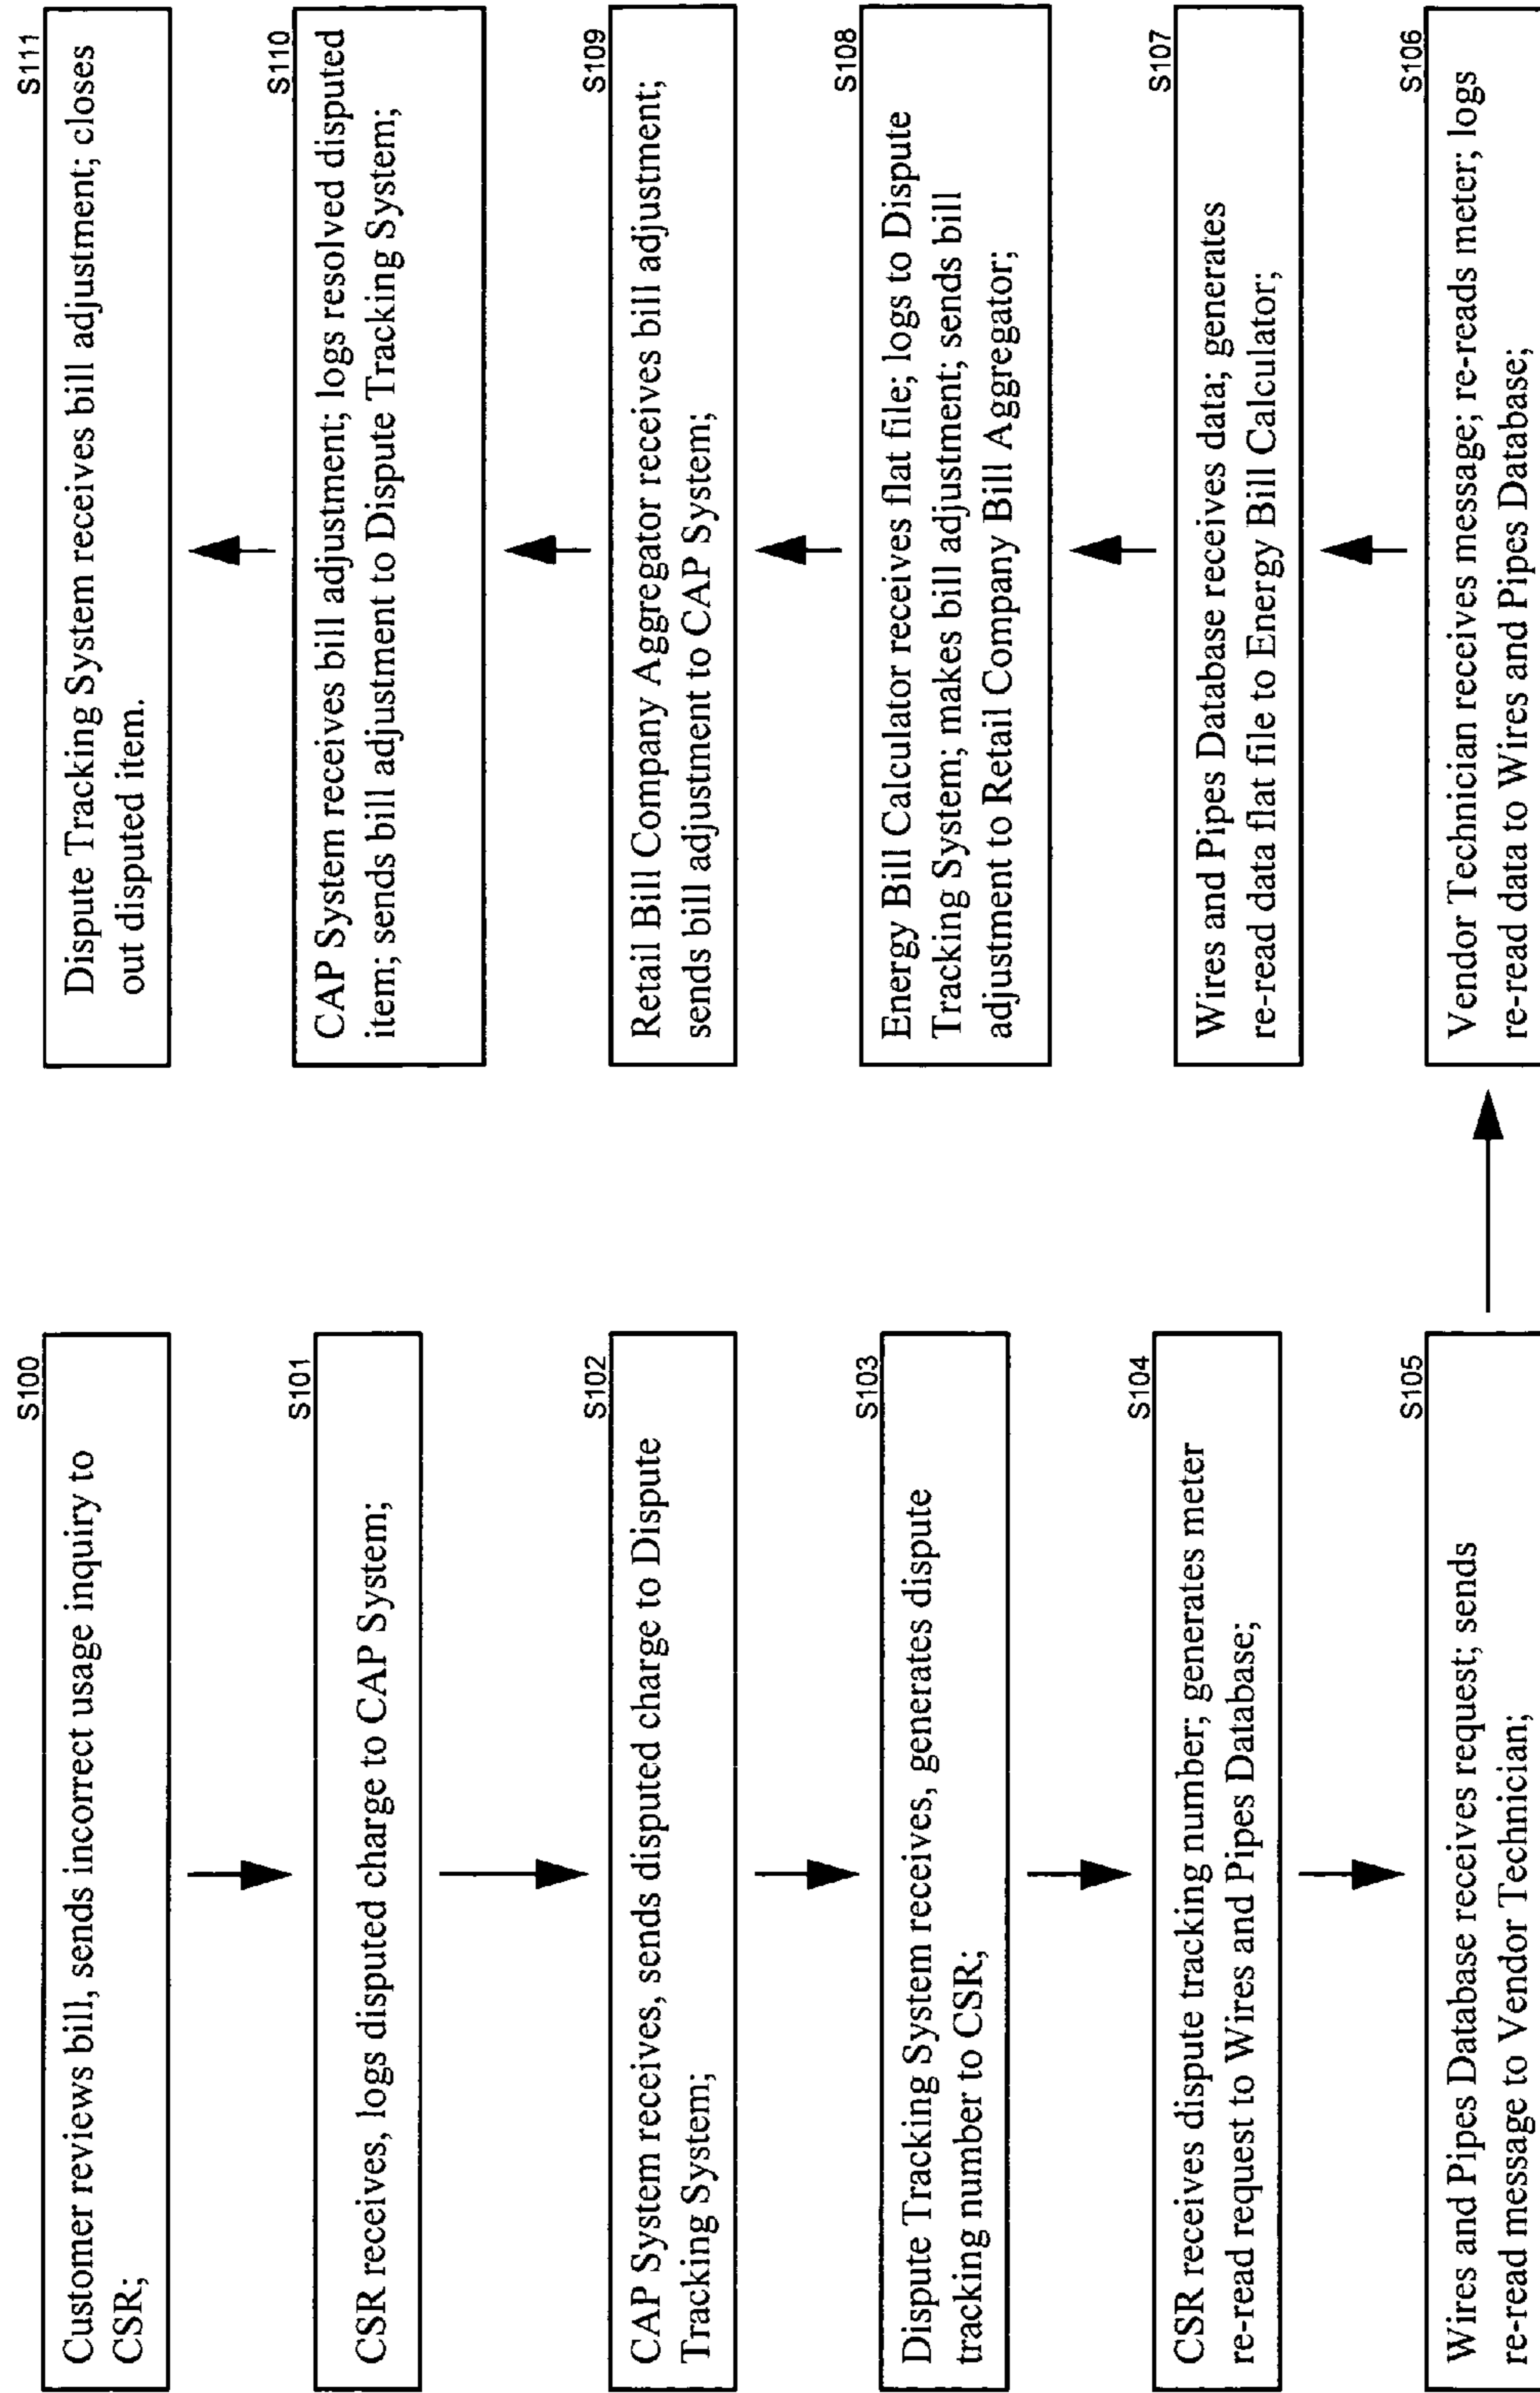 S100
Customer reviews bill, sends incorrect usage inquiry to
CSR;
S101
CSR receives, logs disputed charge to CAP System;
S102
CAP System receives, sends disputed charge to Dispute
Tracking System;
S103
Dispute Tracking System receives, generates dispute
tracking number to CSR;
S104
CSR receives dispute tracking number; generates meter
re-read request to Wires and Pipes Database;
S105
Wires and Pipes Database receives request; sends
re-read message to Vendor Technician;
S106
Vendor Technician receives message; re-reads meter; logs
re-read data to Wires and Pipes Database;
S107
Wires and Pipes Database receives data; generates
re-read data flat file to Energy Bill Calculator;
S108
Energy Bill Calculator receives flat file; logs to Dispute
Tracking System; makes bill adjustment; sends bill
adjustment to Retail Company Bill Aggregator;
S109
Retail Bill Company Aggregator receives bill adjustment;
sends bill adjustment to CAP System;
S110
CAP System receives bill adjustment; logs resolved disputed
item; sends bill adjustment to Dispute Tracking System;
S111
Dispute Tracking System receives bill adjustment; closes
out disputed item.